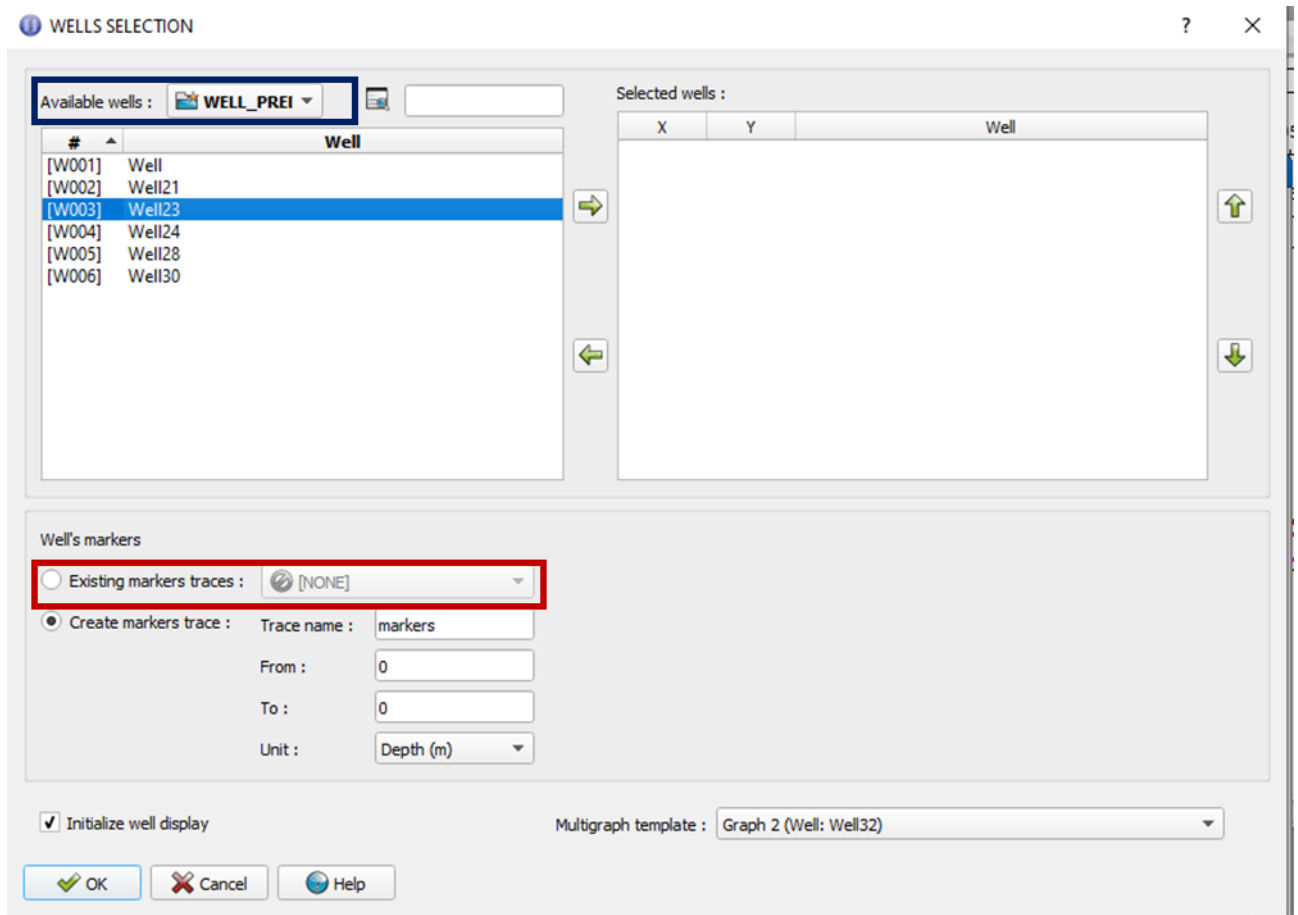 WELLS SELECTION ?
Available wells : WELL_PREI
Selected wells :
# Well
X Y Well
[W001] Well
[W002] Well21
[W003] Well23
[W004] Well24
[W005] Well28
[W006] Well30
Well's markers
Existing markers traces : [NONE]
Create markers trace : Trace name : markers
From : 0
To : 0
Unit : Depth (m)
Initialize well display
Multigraph template : Graph 2 (Well: Well32)
OK Cancel Help